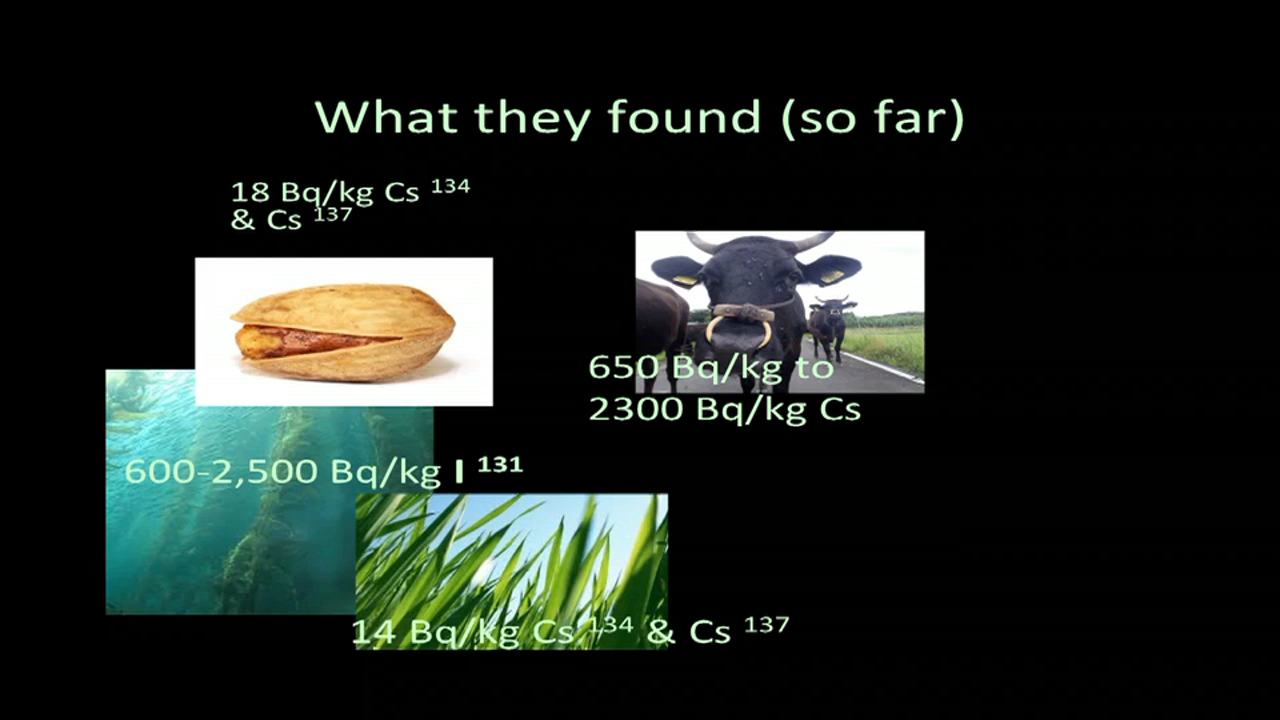 What they found (so far)
18 Bq/kg Cs 134
& Cs 137
650 Bq/kg to
2300 Bq/kg Cs
600-2,500 Bq/kg I 131
14 Bq/kg Cs 134 & Cs 137